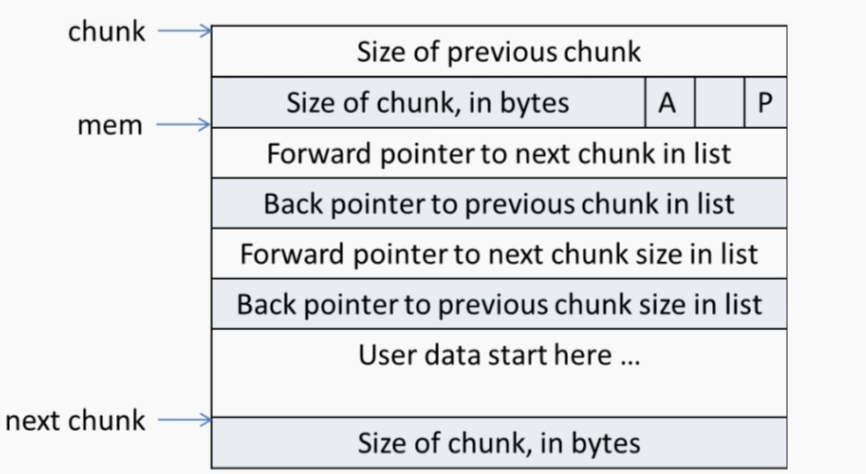 chunk
Size of previous chunk
Size of chunk, in bytes A P
mem
Forward pointer to next chunk in list
Back pointer to previous chunk in list
Forward pointer to next chunk size in list
Back pointer to previous chunk size in list
User data start here ...
next chunk
Size of chunk, in bytes